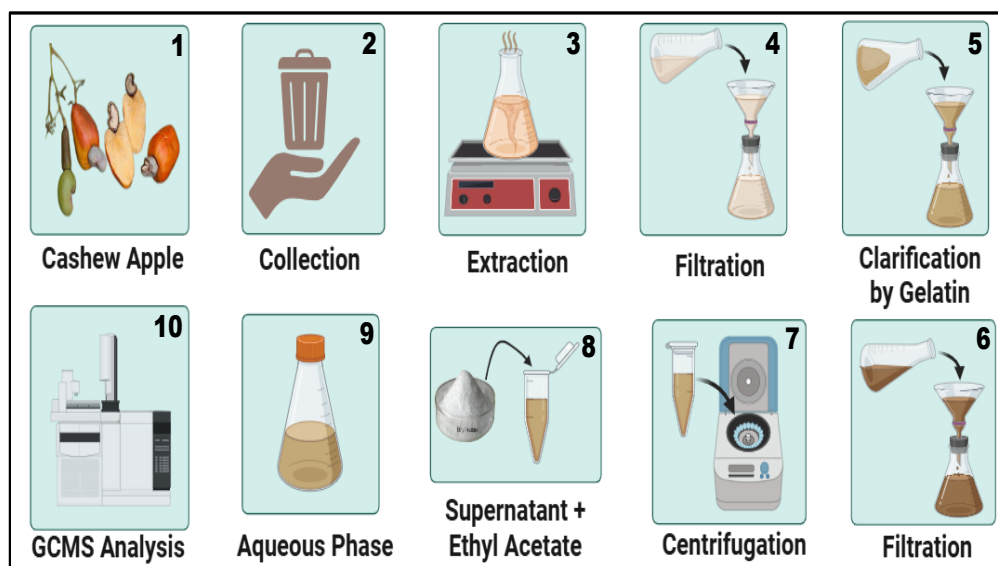 1
2
3
4
5
Cashew Apple
Collection
Extraction
Filtration
Clarification
by Gelatin
10
9
8
7
6
GCMS Analysis
Aqueous Phase
Supernatant +
Ethyl Acetate
Centrifugation
Filtration